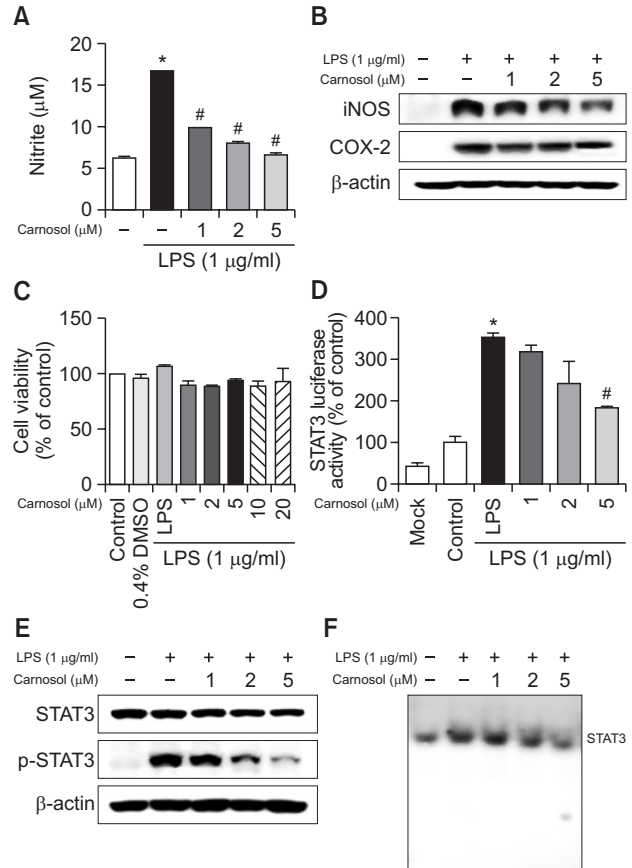 A
Nitrite (μM)
20
15
10
5
0
*
#
#
#
Carnosol (μM)
–
–
1
2
5
LPS (1 μg/ml)
B
LPS (1 μg/ml)
–
+
+
+
+
Carnosol (μM)
–
–
1
2
5
iNOS
COX-2
β-actin
C
Cell viability
(% of control)
150
100
50
0
Carnosol (μM)
Control
0.4% DMSO
LPS
1
2
5
10
20
LPS (1 μg/ml)
D
STAT3 luciferase
activity (% of control)
400
300
200
100
0
*
#
Carnosol (μM)
Mock
Control
LPS
1
2
5
LPS (1 μg/ml)
E
LPS (1 μg/ml)
–
+
+
+
+
Carnosol (μM)
–
–
1
2
5
STAT3
p-STAT3
β-actin
F
LPS (1 μg/ml)
–
+
+
+
+
Carnosol (μM)
–
–
1
2
5
STAT3